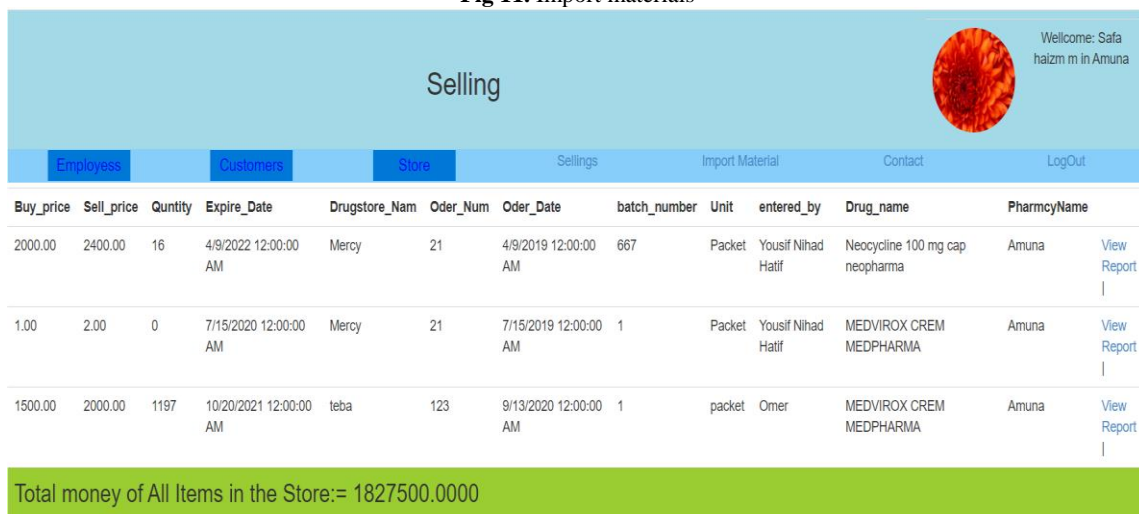 Fig 11. Import materials
Wellcome: Safa
haizm m in Amuna
Selling
Employess Customers Store Sellings Import Material Contact LogOut
Buy_price Sell_price Quntity Expire_Date Drugstore_Nam Oder_Num Oder_Date batch_number Unit entered_by Drug_name PharmcyName
2000.00 2400.00 16 4/9/2022 12:00:00 Mercy 21 4/9/2019 12:00:00 667 Packet Yousif Nihad Neocycline 100 mg cap Amuna View
AM AM Hatif neopharma Report
|
1.00 2.00 0 7/15/2020 12:00:00 Mercy 21 7/15/2019 12:00:00 1 Packet Yousif Nihad MEDVIROX CREM Amuna View
AM AM Hatif MEDPHARMA Report
|
1500.00 2000.00 1197 10/20/2021 12:00:00 teba 123 9/13/2020 12:00:00 1 packet Omer MEDVIROX CREM Amuna View
AM AM MEDPHARMA Report
|
Total money of All Items in the Store:= 1827500.0000